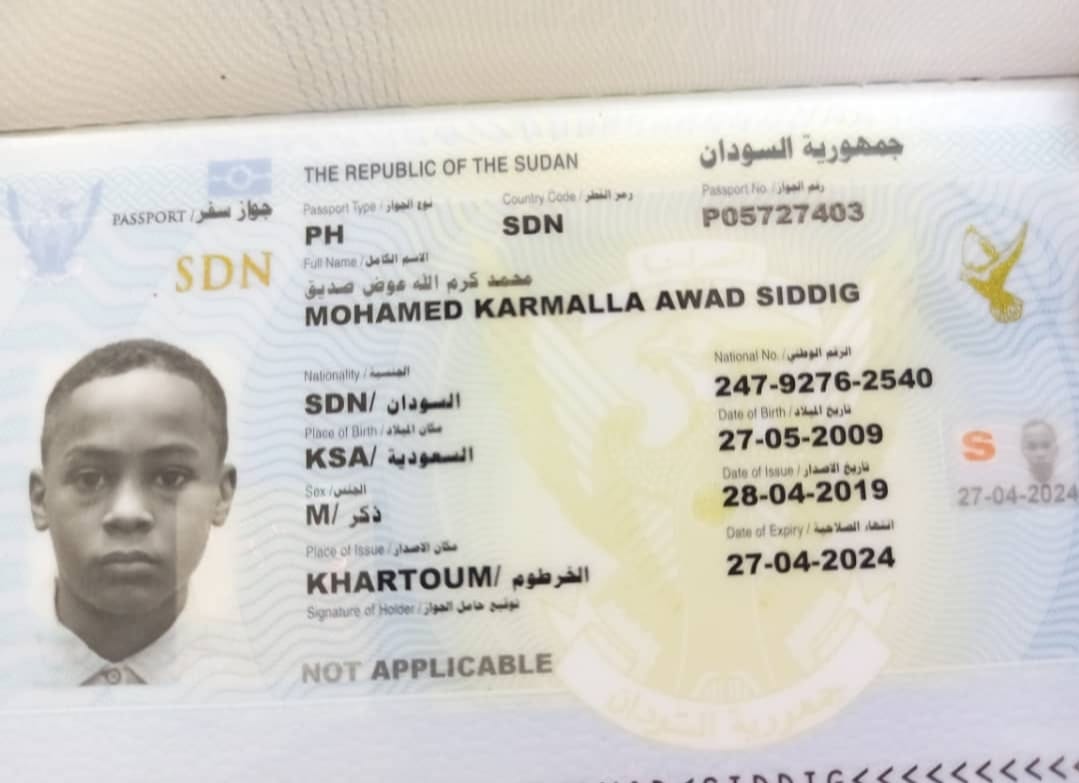 THE REPUBLIC OF THE SUDAN جمهورية السودان
PASSPORT / جواز سفر
SDN
Passport Type / نوع الجواز
PH
Country Code / رمز القطر
SDN
Passport No. / رقم الجواز
P05727403
Full Name / الاسم الكامل
محمد كرم الله عوض صديق
MOHAMED KARMALLA AWAD SIDDIG
Nationality / الجنسية
SDN/ السودان
National No. / الرقم الوطني
247-9276-2540
Place of Birth / مكان الميلاد
KSA/ السعودية
Date of Birth / تاريخ الميلاد
27-05-2009
Sex / الجنس
M/ ذكر
Date of Issue / تاريخ الاصدار
28-04-2019
S
27-04-2024
Place of Issue / مكان الاصدار
KHARTOUM/ الخرطوم
Date of Expiry / انتهاء الصلاحية
27-04-2024
Signature of Holder / توقيع حامل الجواز
NOT APPLICABLE
جمهورية السودان